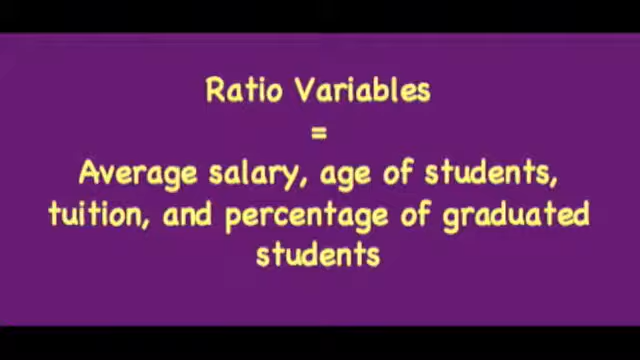 Ratio Variables
=
Average salary, age of students,
tuition, and percentage of graduated
students